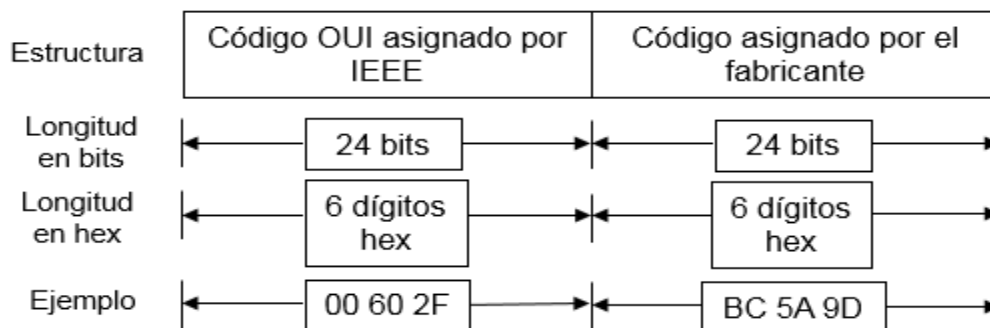 Estructura
Código OUI asignado por
IEEE
Código asignado por el
fabricante
Longitud
en bits
24 bits
24 bits
Longitud
en hex
6 dígitos
hex
6 dígitos
hex
Ejemplo
00 60 2F
BC 5A 9D